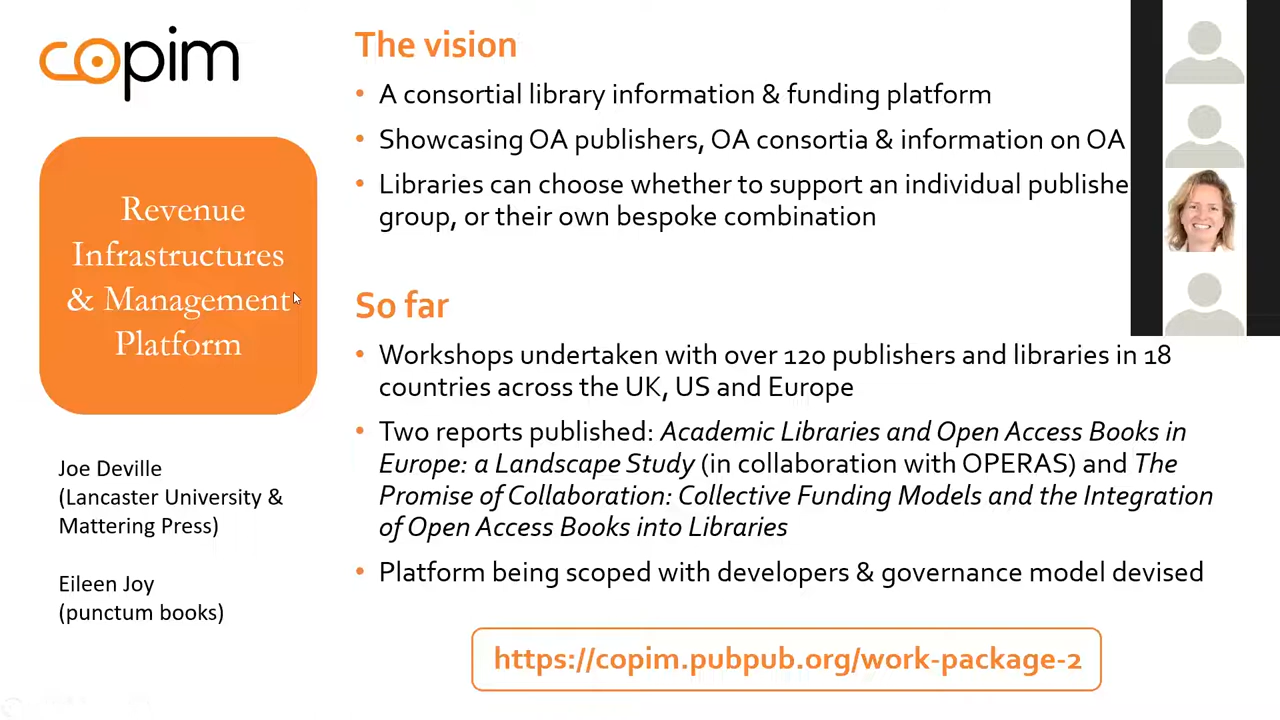 copim
Revenue
Infrastructures
& Management
Platform
Joe Deville
(Lancaster University &
Mattering Press)
Eileen Joy
(punctum books)
The vision
• A consortial library information & funding platform
• Showcasing OA publishers, OA consortia & information on OA
• Libraries can choose whether to support an individual publishe
group, or their own bespoke combination
So far
• Workshops undertaken with over 120 publishers and libraries in 18
countries across the UK, US and Europe
• Two reports published: Academic Libraries and Open Access Books in
Europe: a Landscape Study (in collaboration with OPERAS) and The
Promise of Collaboration: Collective Funding Models and the Integration
of Open Access Books into Libraries
• Platform being scoped with developers & governance model devised
https://copim.pubpub.org/work-package-2